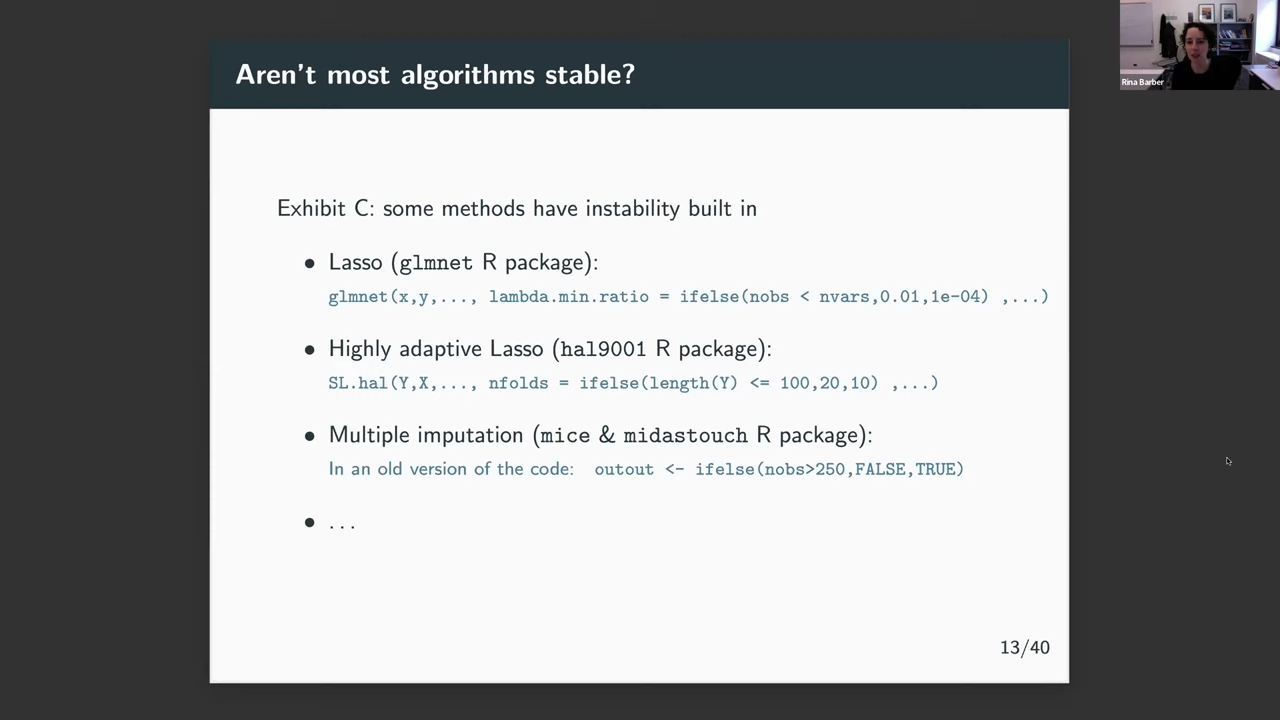 Aren't most algorithms stable?
Rina Barber
Exhibit C: some methods have instability built in
• Lasso (glmnet R package):
glmnet(x,y,..., lambda.min.ratio = ifelse(nobs < nvars,0.01,1e-04) ,...)
• Highly adaptive Lasso (hal9001 R package):
SL.hal(Y,X,..., nfolds = ifelse(length(Y) <= 100,20,10) ,...)
• Multiple imputation (mice & midastouch R package):
In an old version of the code: outout <- ifelse(nobs>250,FALSE,TRUE)
• ...
13/40